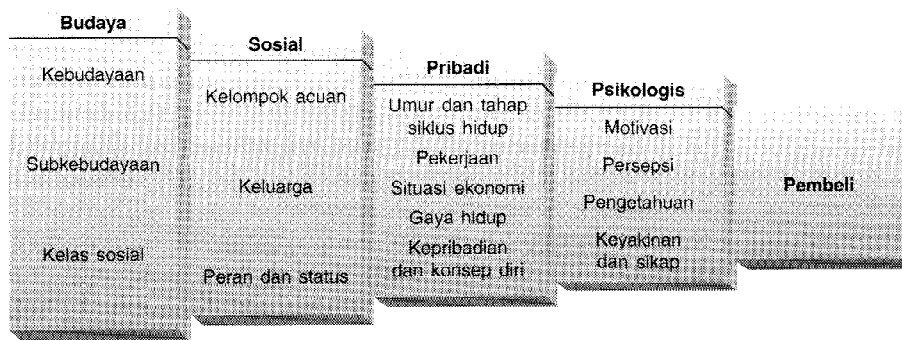 Budaya
Kebudayaan
Subkebudayaan
Kelas sosial
Sosial
Kelompok acuan
Keluarga
Peran dan status
Pribadi
Umur dan tahap
siklus hidup
Pekerjaan
Situasi ekonomi
Gaya hidup
Kepribadian
dan konsep diri
Psikologis
Motivasi
Persepsi
Pengetahuan
Keyakinan
dan sikap
Pembeli